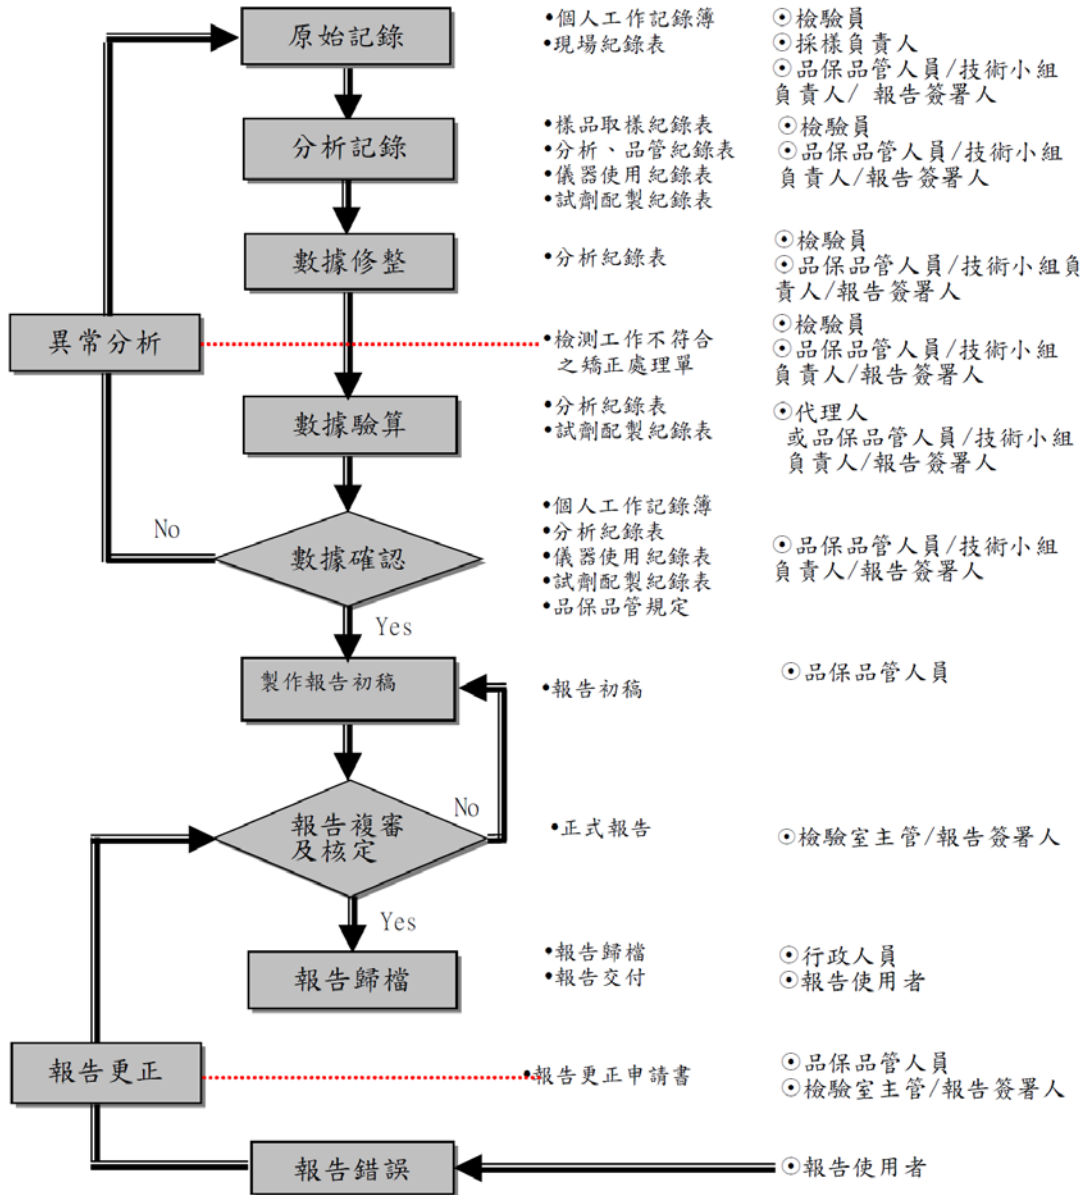 原始記錄
•個人工作記錄簿
•現場紀錄表
⊙檢驗員
⊙採樣負責人
⊙品保品管人員/技術小組
負責人/ 報告簽署人
分析記錄
•樣品取樣紀錄表
•分析、品管紀錄表
•儀器使用紀錄表
•試劑配製紀錄表
⊙檢驗員
⊙品保品管人員/技術小組
負責人/報告簽署人
數據修整
•分析紀錄表
⊙檢驗員
⊙品保品管人員/技術小組負
責人/報告簽署人
異常分析
•檢測工作不符合
之矯正處理單
⊙檢驗員
⊙品保品管人員/技術小組
負責人/報告簽署人
數據驗算
•分析紀錄表
•試劑配製紀錄表
⊙代理人
或品保品管人員/技術小組
負責人/報告簽署人
No
數據確認
•個人工作記錄簿
•分析紀錄表
•儀器使用紀錄表
•試劑配製紀錄表
•品保品管規定
⊙品保品管人員/技術小組
負責人/報告簽署人
Yes
製作報告初稿
•報告初稿
⊙品保品管人員
No
報告複審
及核定
•正式報告
⊙檢驗室主管/報告簽署人
Yes
報告歸檔
•報告歸檔
•報告交付
⊙行政人員
⊙報告使用者
報告更正
•報告更正申請書
⊙品保品管人員
⊙檢驗室主管/報告簽署人
報告錯誤
⊙報告使用者